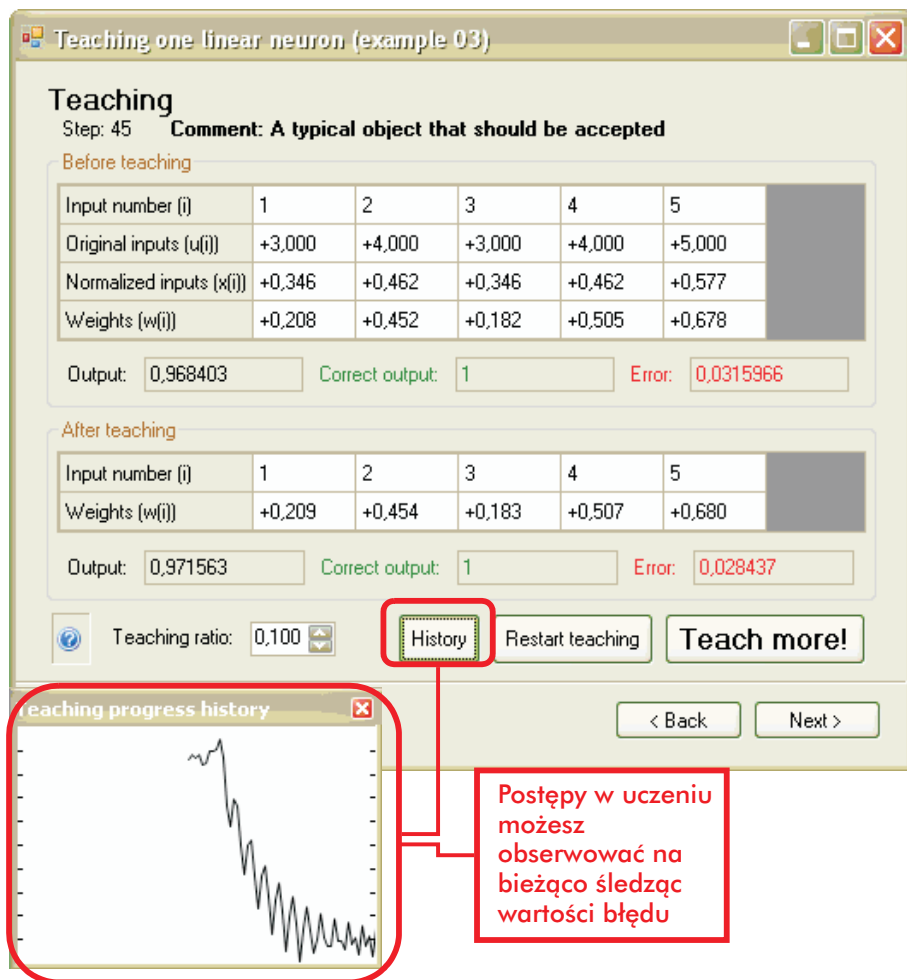 Teaching one linear neuron (example 03)
Teaching
Step: 45 Comment: A typical object that should be accepted
Before teaching
Input number (i) 1 2 3 4 5
Original inputs (u(i)) +3,000 +4,000 +3,000 +4,000 +5,000
Normalized inputs (x(i)) +0,346 +0,462 +0,346 +0,462 +0,577
Weights (w(i)) +0,208 +0,452 +0,182 +0,505 +0,678
Output: 0,968403 Correct output: 1 Error: 0,0315966
After teaching
Input number (i) 1 2 3 4 5
Weights (w(i)) +0,209 +0,454 +0,183 +0,507 +0,680
Output: 0,971563 Correct output: 1 Error: 0,028437
Teaching ratio: 0,100 History Restart teaching Teach more!
Teaching progress history
< Back Next >
Postępy w uczeniu
możesz
obserwować na
bieżąco śledząc
wartości błędu